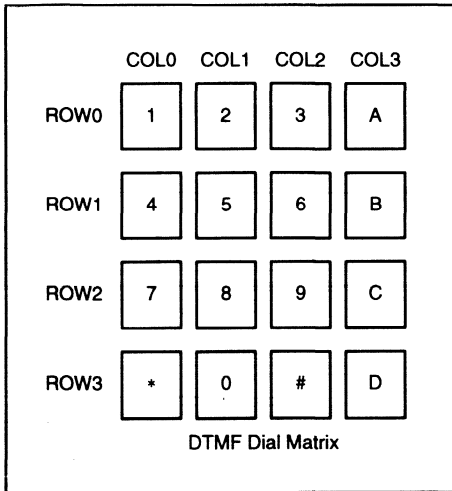 COL0 COL1 COL2 COL3
ROW0 1 2 3 A
ROW1 4 5 6 B
ROW2 7 8 9 C
ROW3 * 0 # D
DTMF Dial Matrix